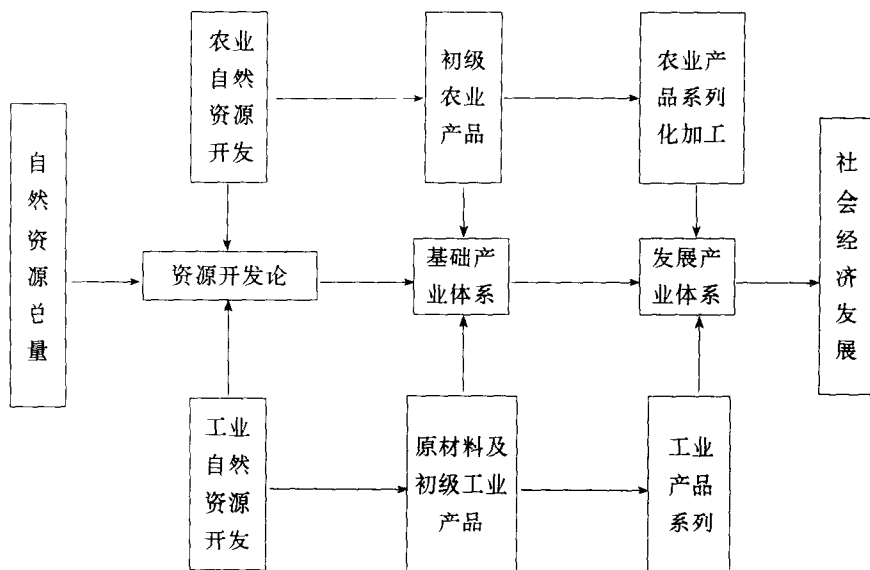 农业
自然
资源
开发
初级
农业
产品
农业产
品系列
化加工
自
然
资
源
总
量
资源开发论
基础产
业体系
发展产
业体系
社
会
经
济
发
展
工业
自然
资源
开发
原材料及
初级工业
产品
工业
产品
系列